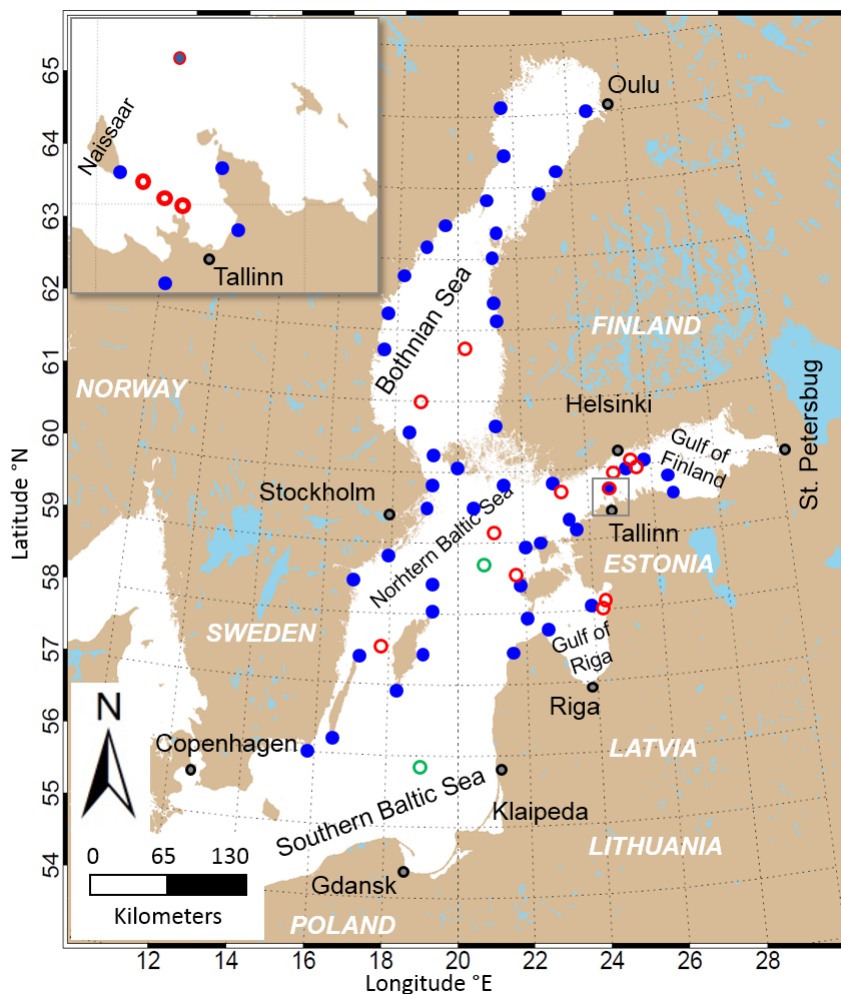 65
64
63
62
61
60
59
58
57
56
55
54
Latitude °N
Naissaar
Tallinn
Oulu
Bothnian Sea
FINLAND
NORWAY
Helsinki
Gulf of
Finland
St. Petersbug
Stockholm
Tallinn
Norhtern Baltic Sea
ESTONIA
SWEDEN
Gulf of
Riga
Riga
N
Copenhagen
LATVIA
Southern Baltic Sea
Klaipeda
LITHUANIA
0 65 130
Kilometers
Gdansk
POLAND
12 14 16 18 20 22 24 26 28
Longitude °E